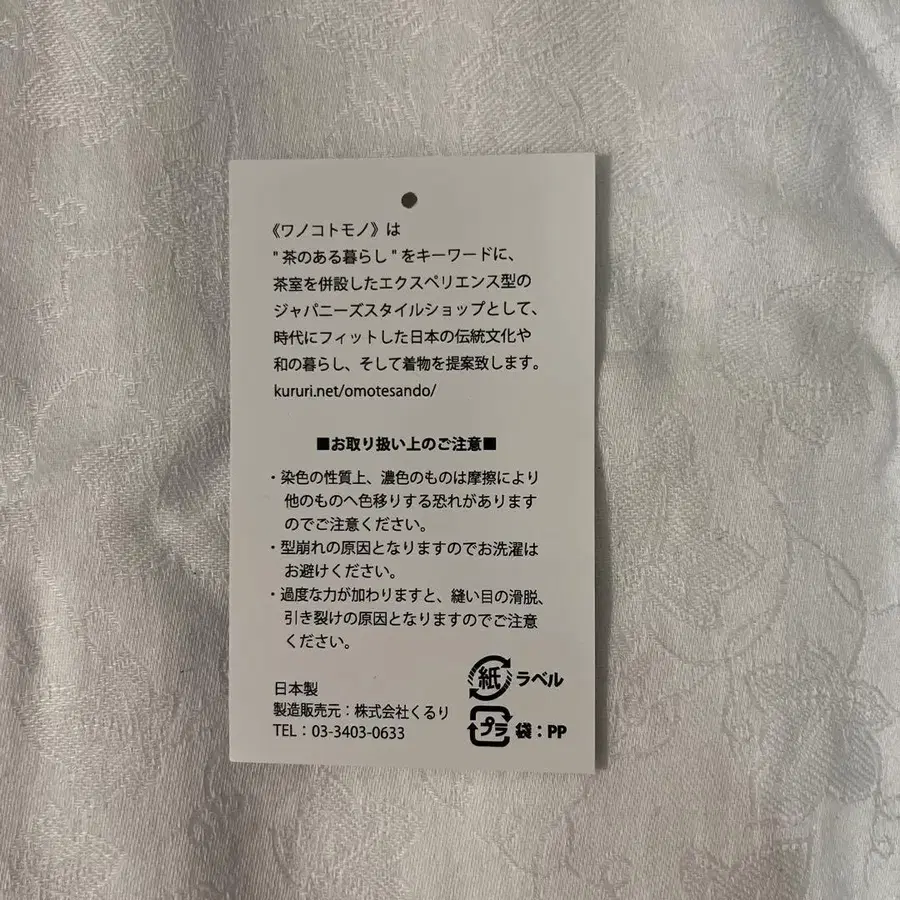 《ワノコトモノ》は
"茶のある暮らし"をキーワードに、
茶室を併設したエクスペリエンス型の
ジャパニーズスタイルショップとして、
時代にフィットした日本の伝統文化や
和の暮らし、そして着物を提案致します。
kururi.net/omotesando/
■お取り扱い上のご注意■
・染色の性質上、濃色のものは摩擦により
他のものへ色移りする恐れがあります
のでご注意ください。
・型崩れの原因となりますのでお洗濯は
お避けください。
・過度な力が加わりますと、縫い目の滑脱、
引き裂けの原因となりますのでご注意
ください。
日本製
製造販売元：株式会社くるり
TEL：03-3403-0633
紙 ラベル
プラ 袋：PP